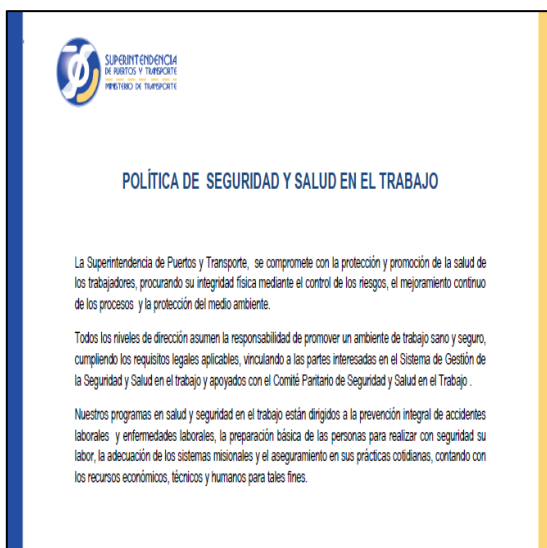 SUPERINTENDENCIA
DE PUERTOS Y TRANSPORTE
MINISTERIO DE TRANSPORTE
POLÍTICA DE SEGURIDAD Y SALUD EN EL TRABAJO
La Superintendencia de Puertos y Transporte, se compromete con la protección y promoción de la salud de
los trabajadores, procurando su integridad física mediante el control de los riesgos, el mejoramiento continuo
de los procesos y la protección del medio ambiente.
Todos los niveles de dirección asumen la responsabilidad de promover un ambiente de trabajo sano y seguro,
cumpliendo los requisitos legales aplicables, vinculando a las partes interesadas en el Sistema de Gestión de
la Seguridad y Salud en el trabajo y apoyados con el Comité Paritario de Seguridad y Salud en el Trabajo .
Nuestros programas en salud y seguridad en el trabajo están dirigidos a la prevención integral de accidentes
laborales y enfermedades laborales, la preparación básica de las personas para realizar con seguridad su
labor, la adecuación de los sistemas misionales y el aseguramiento en sus prácticas cotidianas, contando con
los recursos económicos, técnicos y humanos para tales fines.